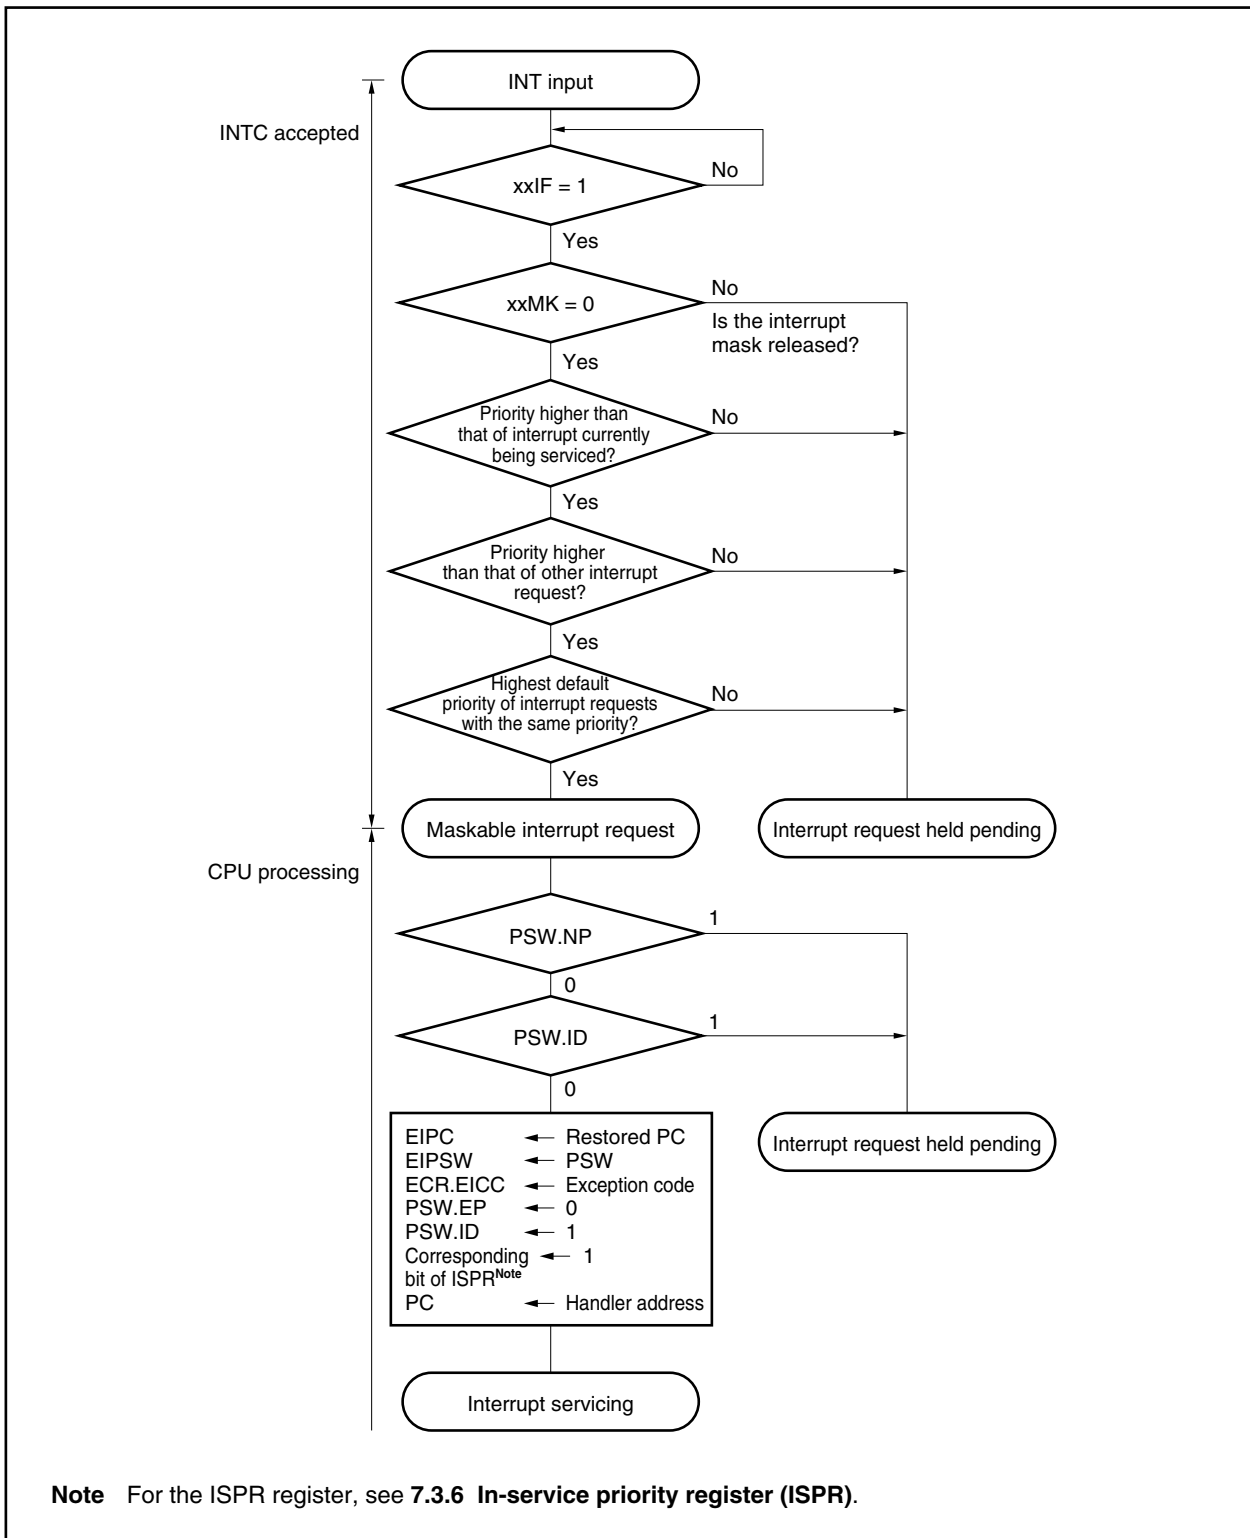 INT input
INTC accepted
xxIF = 1
No
Yes
xxMK = 0
No
Is the interrupt
mask released?
Yes
Priority higher than
that of interrupt currently
being serviced?
No
Yes
Priority higher
than that of other interrupt
request?
No
Yes
Highest default
priority of interrupt requests
with the same priority?
No
Yes
Maskable interrupt request
Interrupt request held pending
CPU processing
PSW.NP
1
0
PSW.ID
1
0
EIPC ← Restored PC
EIPSW ← PSW
ECR.EICC ← Exception code
PSW.EP ← 0
PSW.ID ← 1
Corresponding ← 1
bit of ISPRNote
PC ← Handler address
Interrupt request held pending
Interrupt servicing
Note For the ISPR register, see 7.3.6 In-service priority register (ISPR).